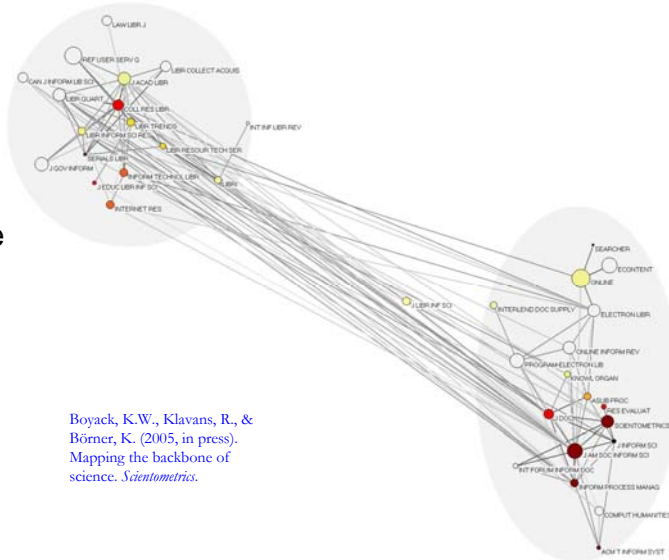 LAW LIBR J
REF USER SERV Q
LIBR COLLECT ACQUIS
CAN J INFORM LIB SCI
J ACAD LIBR
LIBR QUART
COLL RES LIBR
LIBR TRENDS
INT INF LIBR REV
LIBR INFORM SCI RES
LIBR RESOUR TECH SER
SERIALS LIBR
J GOV INFORM
INFORM TECHNOL LIBR
LIBRI
J EDUC LIBR INF SCI
INTERNET RES
e
SEARCHER
ECONTENT
ONLINE
J LIBR INF SCI
INTERLEND DOC SUPPLY
ELECTRON LIBR
ONLINE INFORM REV
PROGRAM-ELECTRON LIB
KNOWL ORGAN
ASLIB PROC
RES EVALUAT
J DOC
SCIENTOMETRICS
J INFORM SCI
J AM SOC INFORM SCI
INT FORUM INFORM DOC
INFORM PROCESS MANAG
COMPUT HUMANITIES
ACM T INFORM SYST
Boyack, K.W., Klavans, R., &
Börner, K. (2005, in press).
Mapping the backbone of
science. Scientometrics.